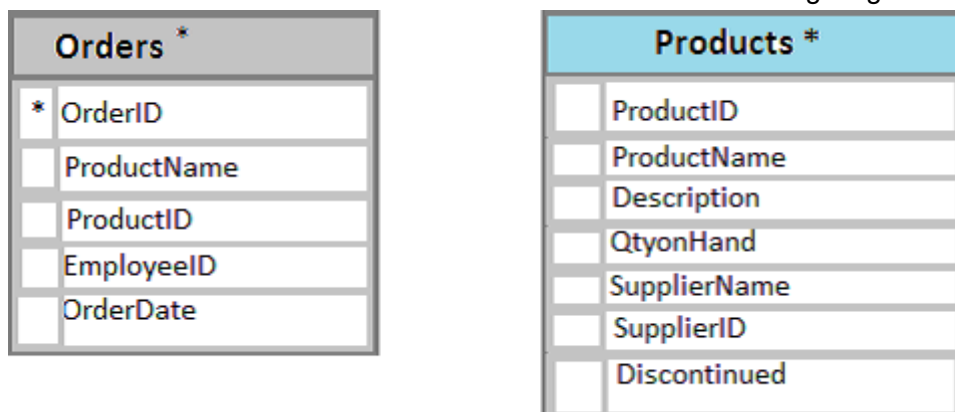 Orders *
* OrderID
ProductName
ProductID
EmployeeID
OrderDate
Products *
ProductID
ProductName
Description
QtyonHand
SupplierName
SupplierID
Discontinued